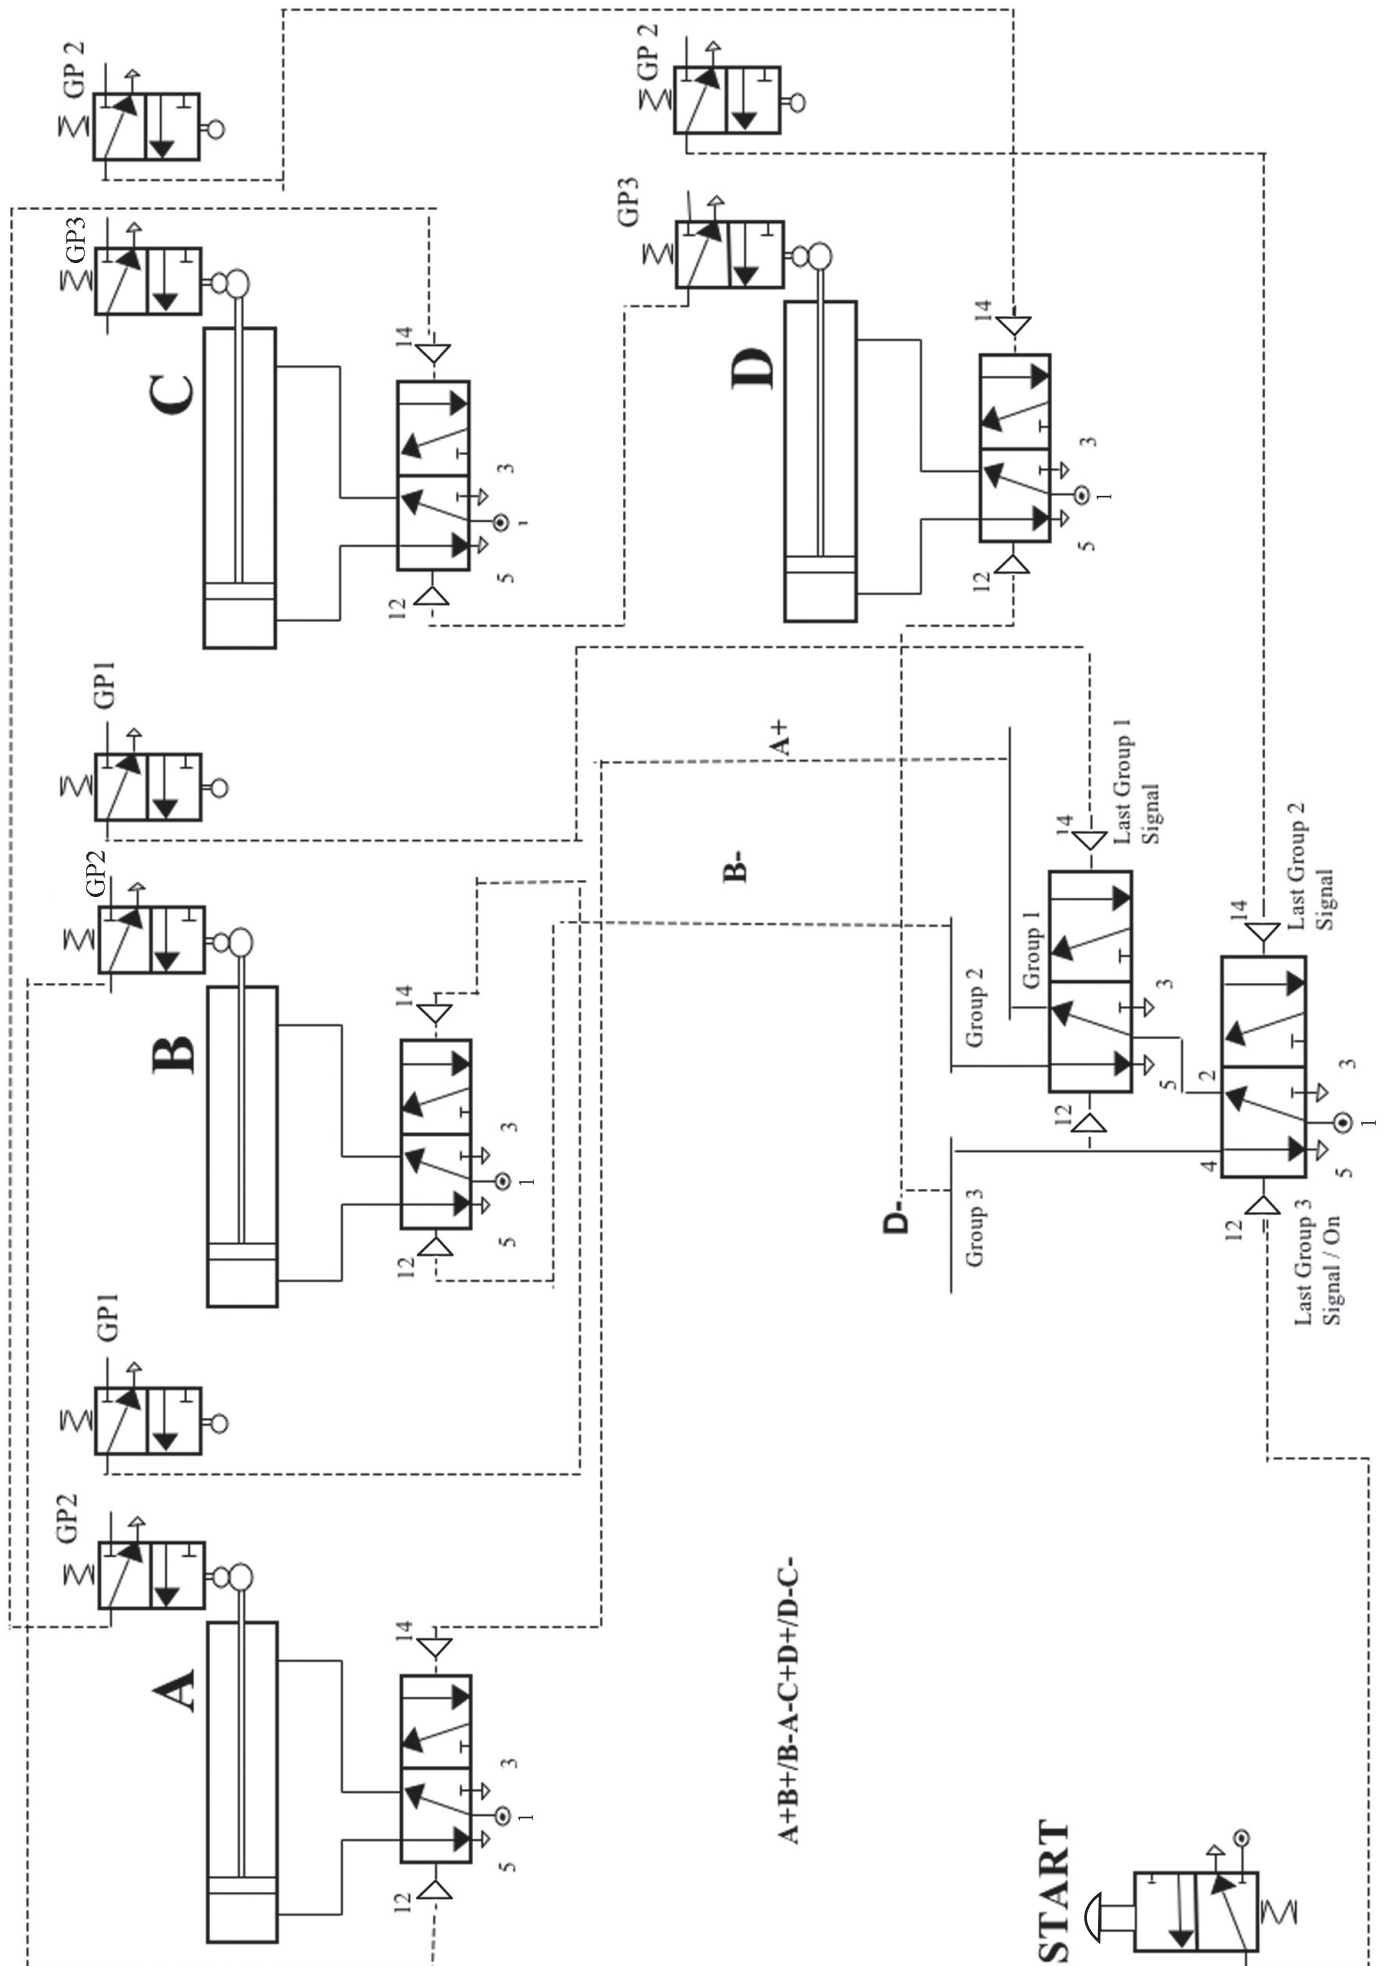 GP2
GP1
GP2
GP1
GP3
GP 2
A
B
C
12
14
12
14
12
14
5
3
5
3
5
3
1
1
1
GP3
GP 2
D
B-
A+
A+B+/B-A-C+D+/D-C-
D-
12
14
5
3
1
Group 3
Group 2
Group 1
12
14
Last Group 1
Signal
5
3
START
4
2
12
14
Last Group 3
Signal / On
Last Group 2
Signal
5
3
1